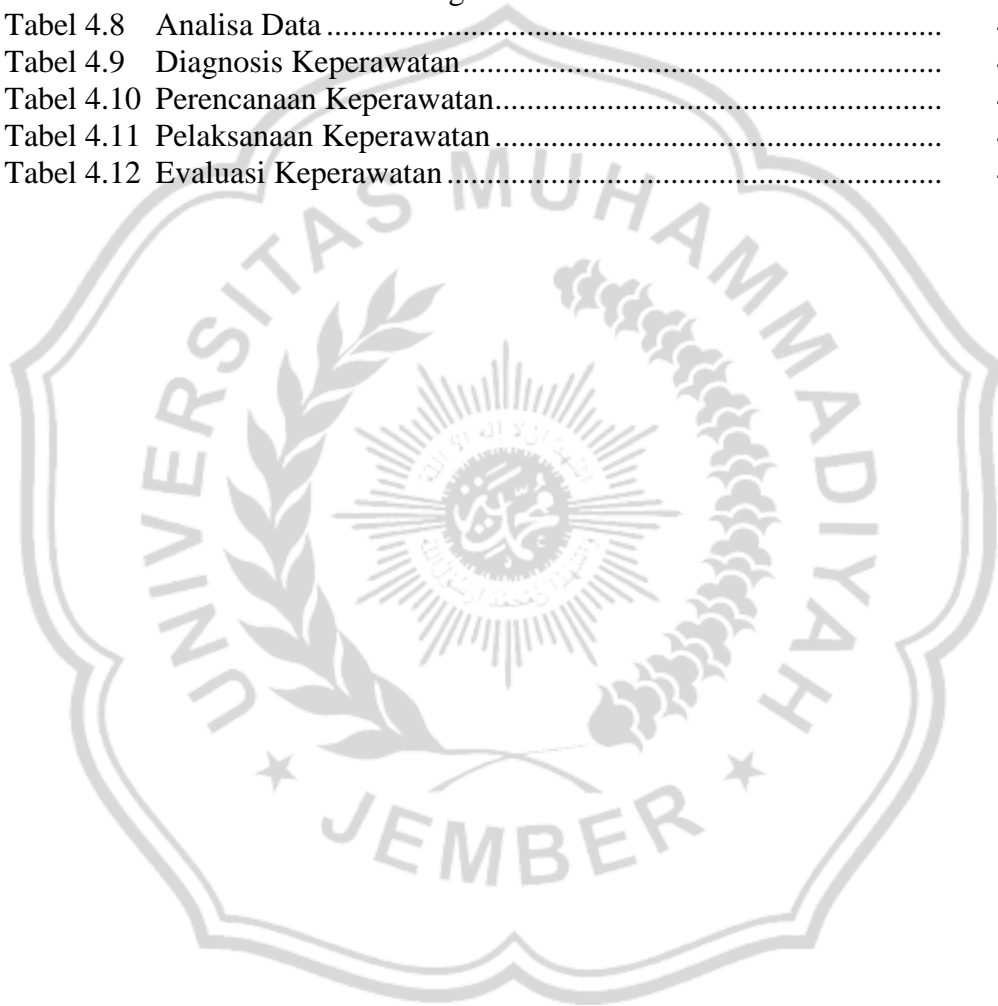 Tabel 4.8 Analisa Data ........................................................................
Tabel 4.9 Diagnosis Keperawatan........................................................
Tabel 4.10 Perencanaan Keperawatan....................................................
Tabel 4.11 Pelaksanaan Keperawatan....................................................
Tabel 4.12 Evaluasi Keperawatan..........................................................
UNIVERSITAS MUHAMMADIYAH
JEMBER